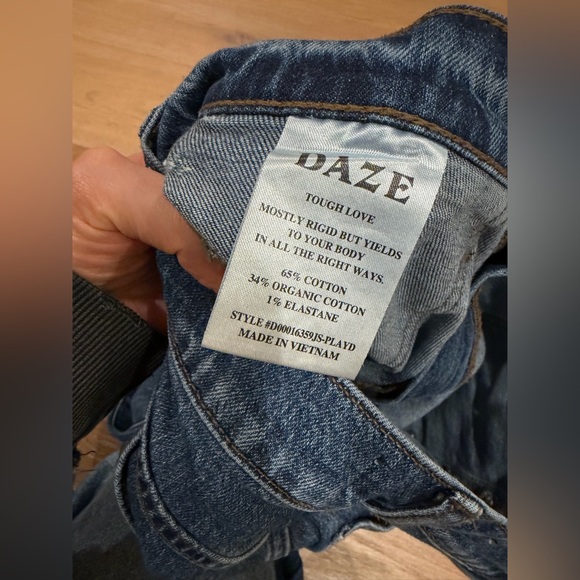 DAZE
TOUGH LOVE
MOSTLY RIGID BUT YIELDS
TO YOUR BODY
IN ALL THE RIGHT WAYS.
65% COTTON
34% ORGANIC COTTON
1% ELASTANE
STYLE #D00016359JS-PLAYD
MADE IN VIETNAM